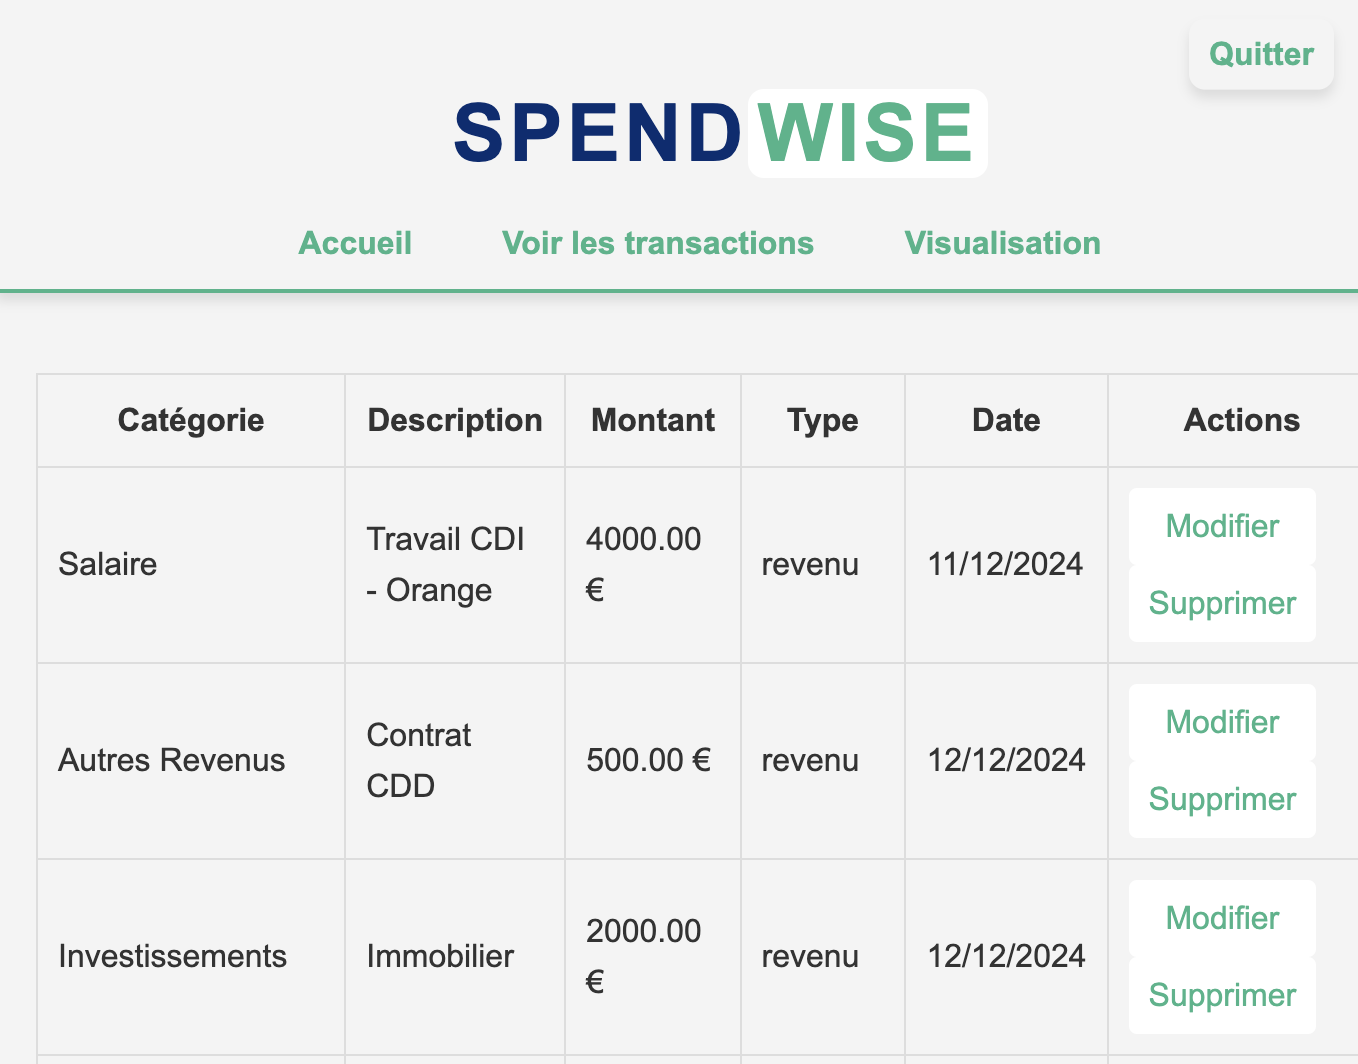 Quitter
SPENDWISE
Accueil Voir les transactions Visualisation
Catégorie Description Montant Type Date Actions
Salaire
Travail CDI
- Orange
4000.00
€
revenu
11/12/2024
Modifier
Supprimer
Autres Revenus
Contrat
CDD
500.00 €
revenu
12/12/2024
Modifier
Supprimer
Investissements
Immobilier
2000.00
€
revenu
12/12/2024
Modifier
Supprimer